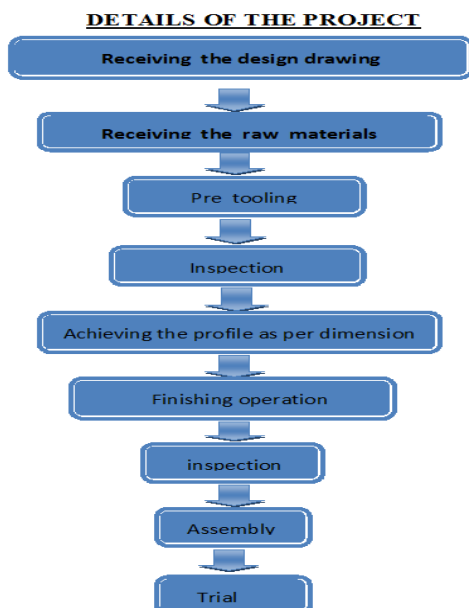 DETAILS OF THE PROJECT
Receiving the design drawing
Receiving the raw materials
Pre tooling
Inspection
Achieving the profile as per dimension
Finishing operation
inspection
Assembly
Trial